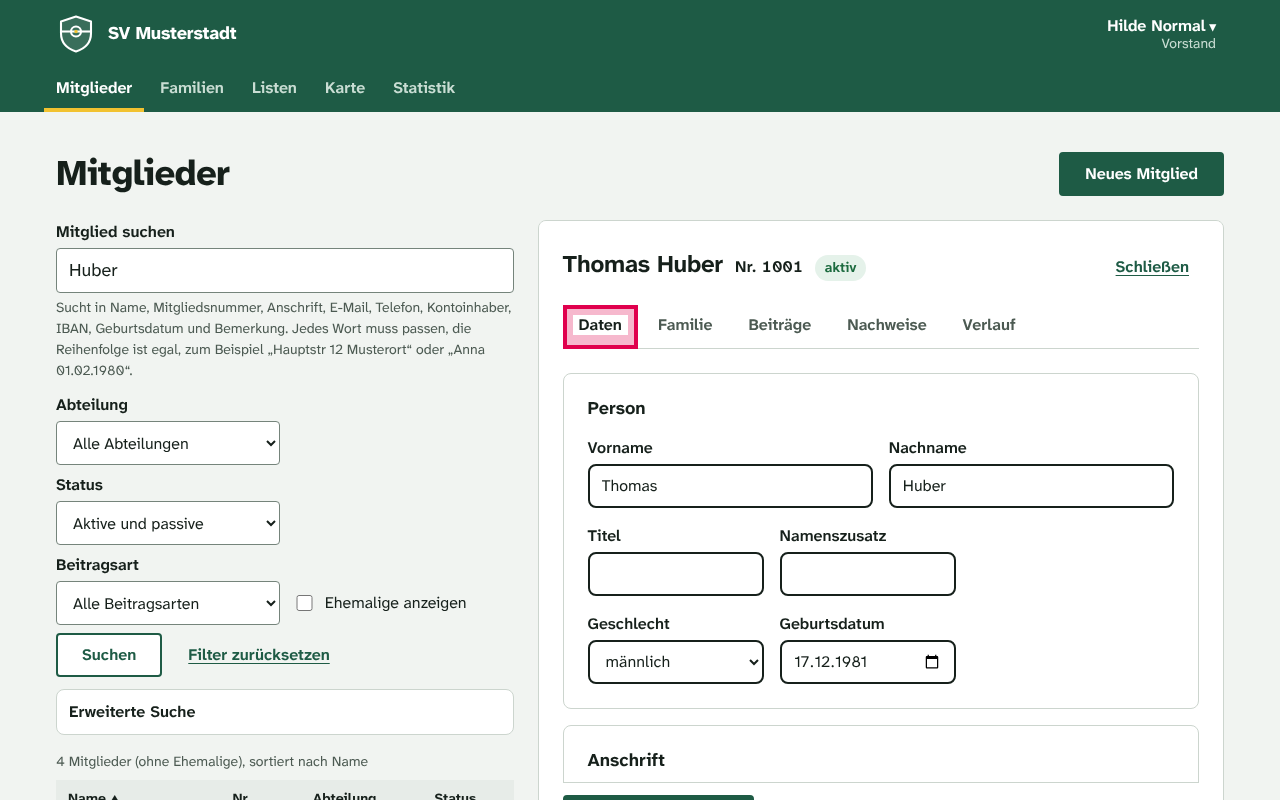 SV Musterstadt
Hilde Normal ▾
Vorstand
Mitglieder
Familien
Listen
Karte
Statistik
Mitglieder
Neues Mitglied
Mitglied suchen
Huber
Sucht in Name, Mitgliedsnummer, Anschrift, E-Mail, Telefon, Kontoinhaber,
IBAN, Geburtsdatum und Bemerkung. Jedes Wort muss passen, die
Reihenfolge ist egal, zum Beispiel „Hauptstr 12 Musterort“ oder „Anna
01.02.1980“.
Abteilung
Alle Abteilungen
Status
Aktive und passive
Beitragsart
Alle Beitragsarten
Ehemalige anzeigen
Suchen
Filter zurücksetzen
Erweiterte Suche
4 Mitglieder (ohne Ehemalige), sortiert nach Name
Name ▲ Nr. Abteilung Status
Thomas Huber Nr. 1001 aktiv
Schließen
Daten
Familie
Beiträge
Nachweise
Verlauf
Person
Vorname
Nachname
Thomas
Huber
Titel
Namenszusatz
Geschlecht
Geburtsdatum
männlich
17.12.1981
Anschrift